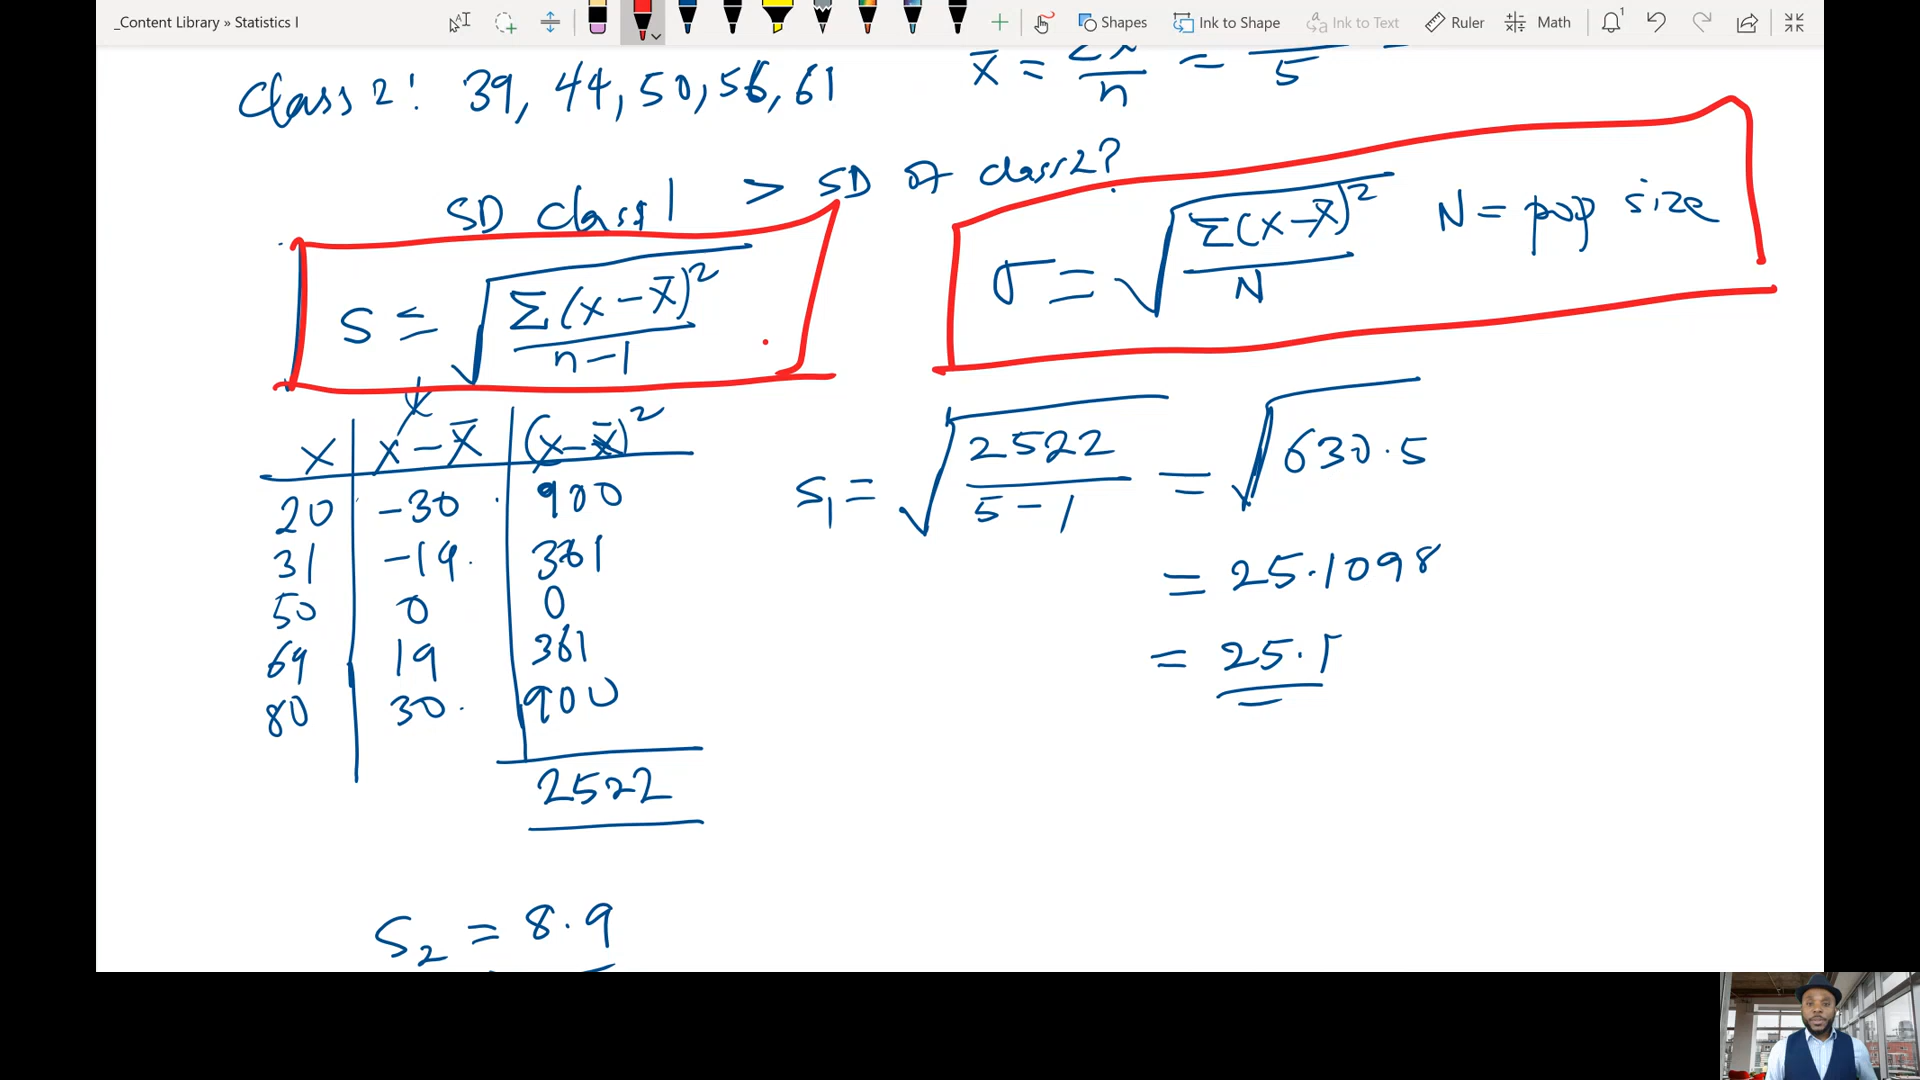 _Content Library » Statistics I
Shapes
Ink to Shape
Ink to Text
Ruler
Math
1
Class 2: 39, 44, 50, 56, 61
x̄ = Σx/n = /5
SD class 1 > SD of class 2?
S = √(Σ(x−x̄)²/(n−1))
σ = √(Σ(x−x̄)²/N) N = pop size
x | x−x̄ | (x−x̄)²
20 | −30 | 900
31 | −19 | 361
50 | 0 | 0
69 | 19 | 361
80 | 30 | 900
2522
S₁ = √(2522/(5−1)) = √630.5
= 25.1098
= 25.1
S₂ = 8.9